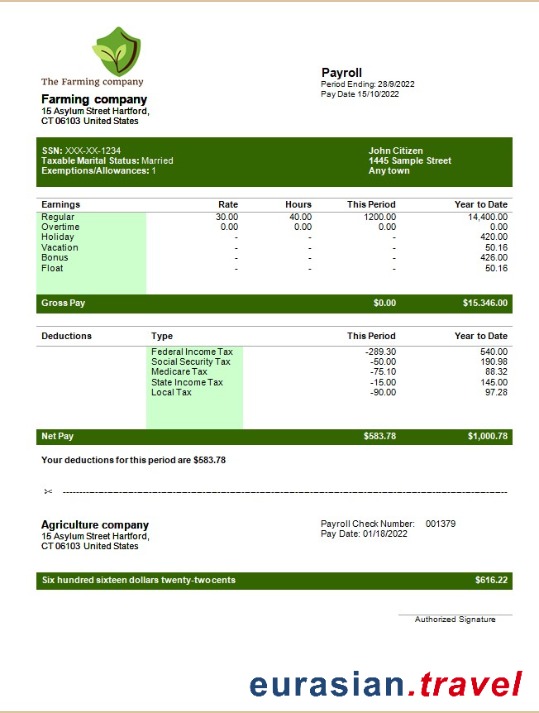 The Farming company
Payroll
Period Ending: 28/9/2022
Pay Date 15/10/2022
Farming company
15 Asylum Street Hartford,
CT 06103 United States
SSN: XXX-XX-1234 John Citizen
Taxable Marital Status: Married 1445 Sample Street
Exemptions/Allowances: 1 Any town
Earnings Rate Hours This Period Year to Date
Regular 30.00 40.00 1200.00 14,400.00
Overtime 0.00 0.00 0.00 0.00
Holiday - - - 420.00
Vacation - - - 50.16
Bonus - - - 426.00
Float - - - 50.16
Gross Pay $0.00 $15.346.00
Deductions Type This Period Year to Date
Federal Income Tax -289.30 540.00
Social Security Tax -50.00 190.98
Medicare Tax -75.10 88.32
State Income Tax -15.00 145.00
Local Tax -90.00 97.28
Net Pay $583.78 $1,000.78
Your deductions for this period are $583.78
Agriculture company Payroll Check Number: 001379
15 Asylum Street Hartford, Pay Date: 01/18/2022
CT 06103 United States
Six hundred sixteen dollars twenty-two cents $616.22
Authorized Signature
eurasian.travel